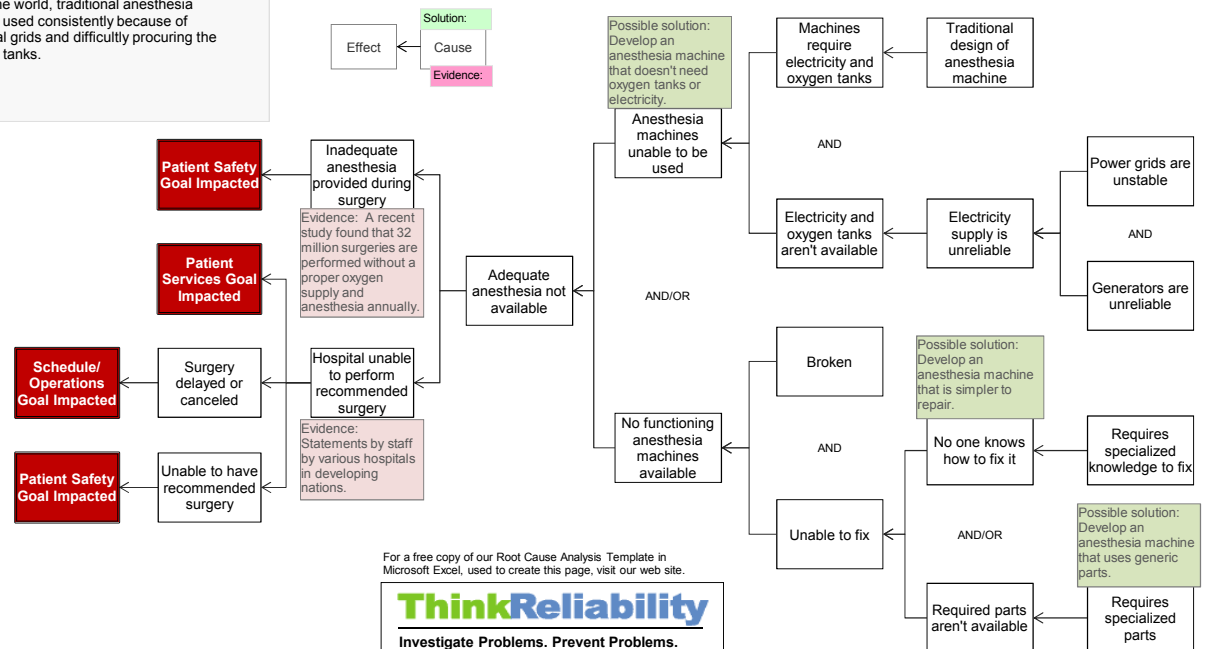 he world, traditional anesthesia
used consistently because of
al grids and difficultly procuring the
tanks.
Solution:
Effect
Cause
Evidence:
Possible solution:
Develop an
anesthesia machine
that doesn't need
oxygen tanks or
electricity.
Machines
require
electricity and
oxygen tanks
Traditional
design of
anesthesia
machine
Anesthesia
machines
unable to be
used
AND
Patient Safety
Goal Impacted
Inadequate
anesthesia
provided during
surgery
Evidence: A recent
study found that 32
million surgeries are
performed without a
proper oxygen
supply and
anesthesia annually.
Power grids are
unstable
Electricity and
oxygen tanks
aren't available
Electricity
supply is
unreliable
AND
Generators are
unreliable
Patient
Services Goal
Impacted
Adequate
anesthesia not
available
AND/OR
Schedule/
Operations
Goal Impacted
Surgery
delayed or
canceled
Hospital unable
to perform
recommended
surgery
Evidence:
Statements by staff
by various hospitals
in developing
nations.
Broken
Possible solution:
Develop an
anesthesia machine
that is simpler to
repair.
No functioning
anesthesia
machines
available
AND
No one knows
how to fix it
Requires
specialized
knowledge to fix
Patient Safety
Goal Impacted
Unable to have
recommended
surgery
Unable to fix
AND/OR
Possible solution:
Develop an
anesthesia machine
that uses generic
parts.
Required parts
aren't available
Requires
specialized
parts
For a free copy of our Root Cause Analysis Template in
Microsoft Excel, used to create this page, visit our web site.
ThinkReliability
Investigate Problems. Prevent Problems.